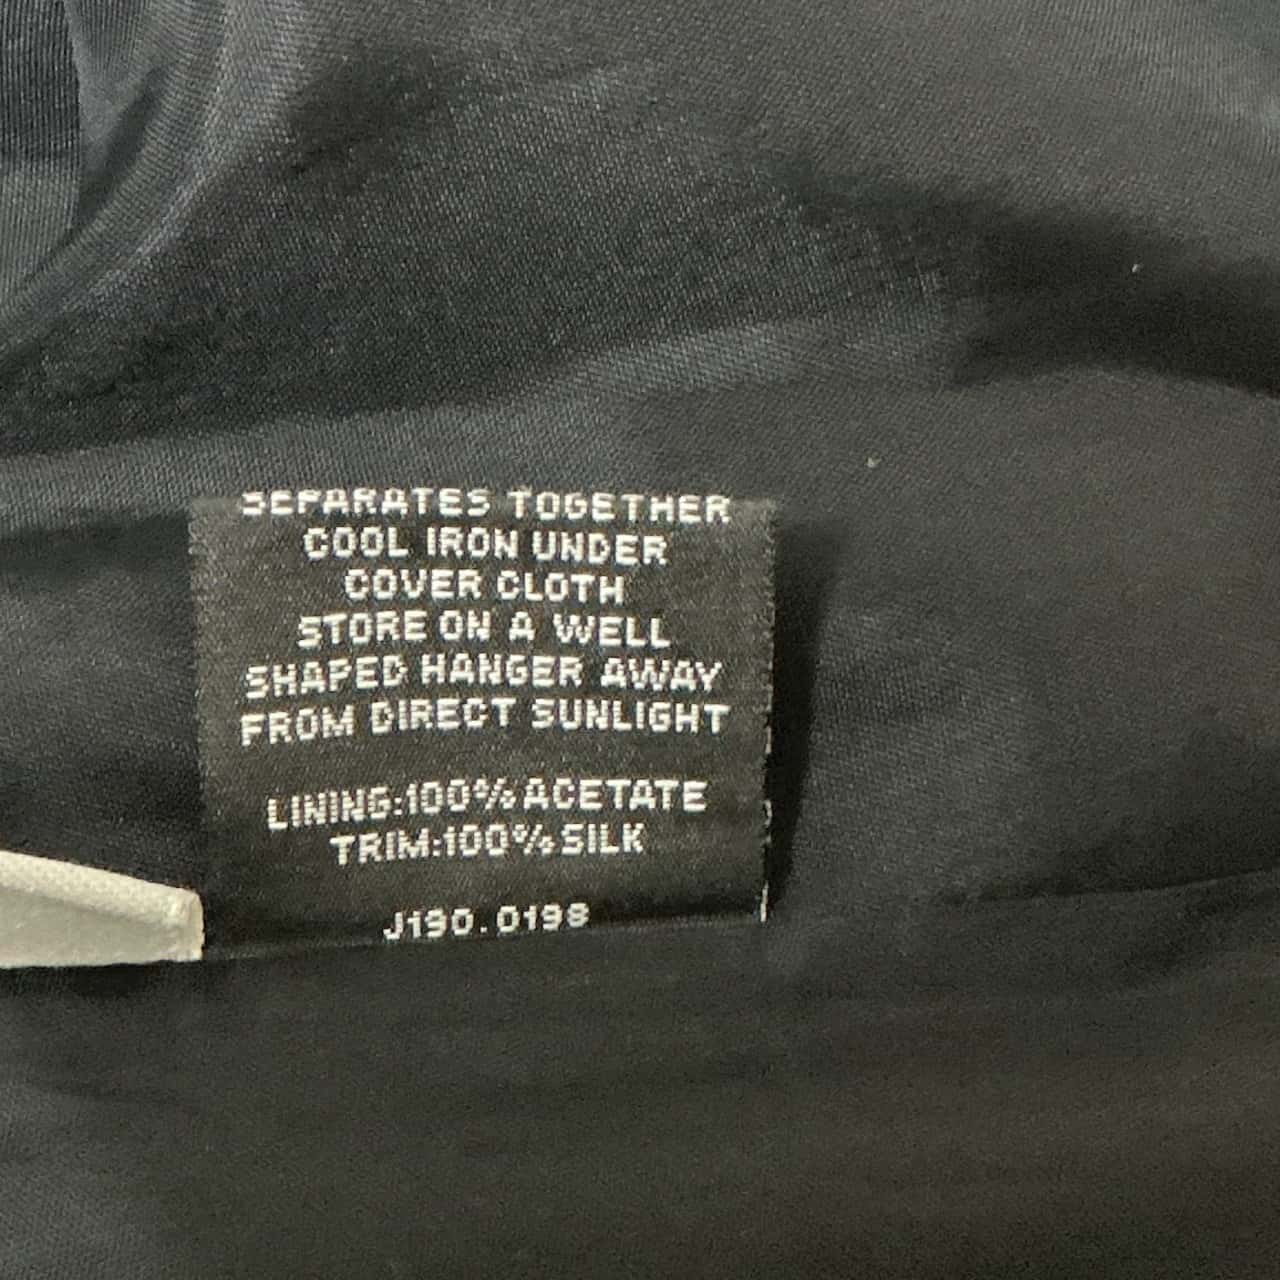 SEPARATES TOGETHER
COOL IRON UNDER
COVER CLOTH
STORE ON A WELL
SHAPED HANGER AWAY
FROM DIRECT SUNLIGHT
LINING:100% ACETATE
TRIM:100% SILK
J190.0198